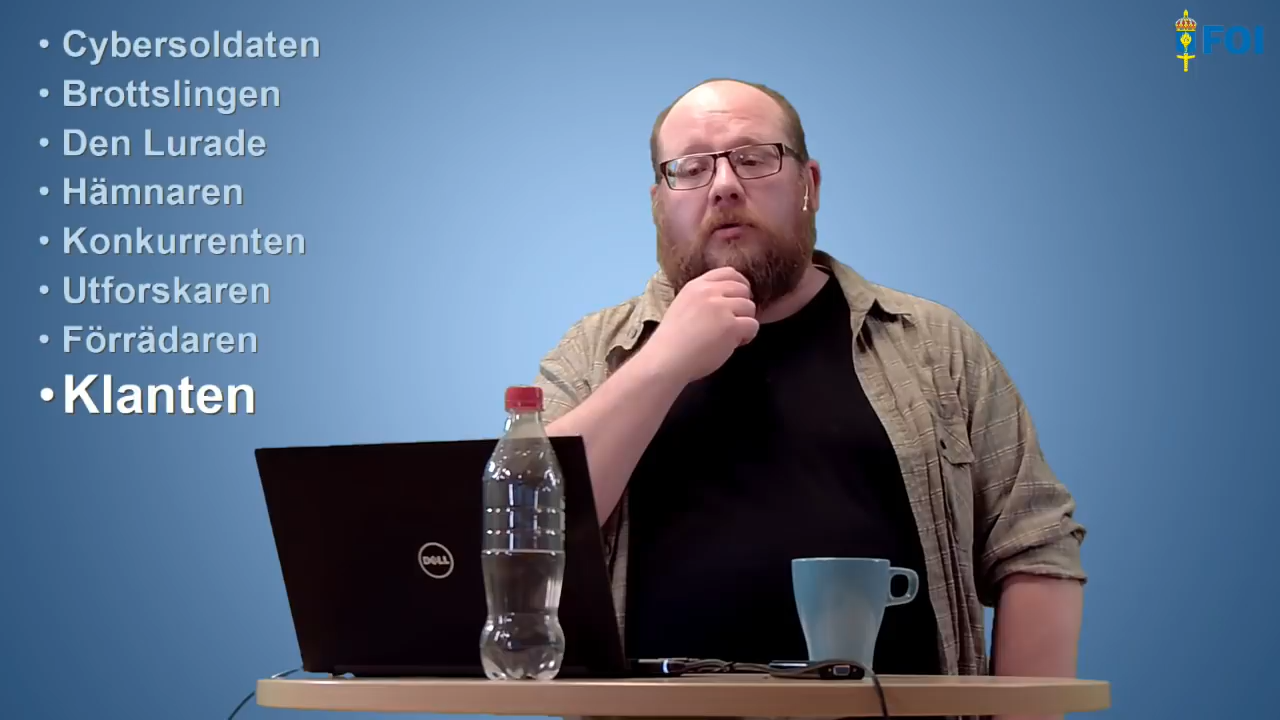 • Cybersoldaten
• Brottslingen
• Den Lurade
• Hämnaren
• Konkurrenten
• Utforskaren
• Förrädaren
• Klanten
FOI
DELL